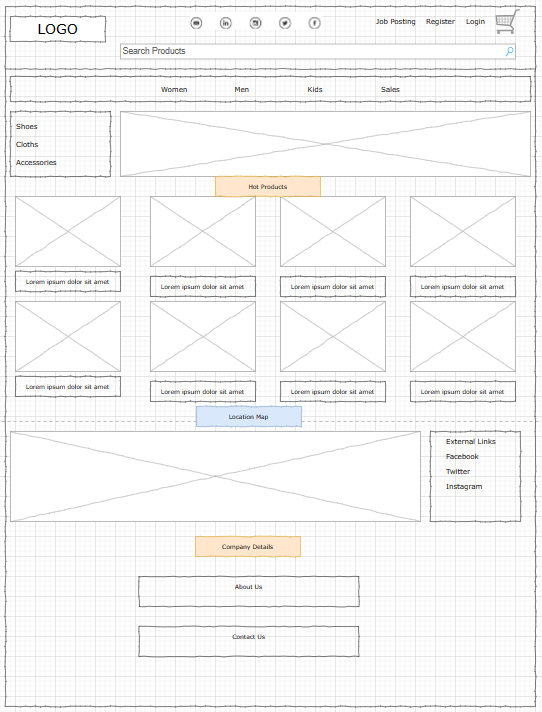 LOGO
Job Posting Register Login
Search Products
Women Men Kids Sales
Shoes
Cloths
Accessories
Hot Products
Lorem ipsum dolor sit amet Lorem ipsum dolor sit amet Lorem ipsum dolor sit amet Lorem ipsum dolor sit amet
Lorem ipsum dolor sit amet Lorem ipsum dolor sit amet Lorem ipsum dolor sit amet Lorem ipsum dolor sit amet
Location Map
External Links
Facebook
Twitter
Instagram
Company Details
About Us
Contact Us